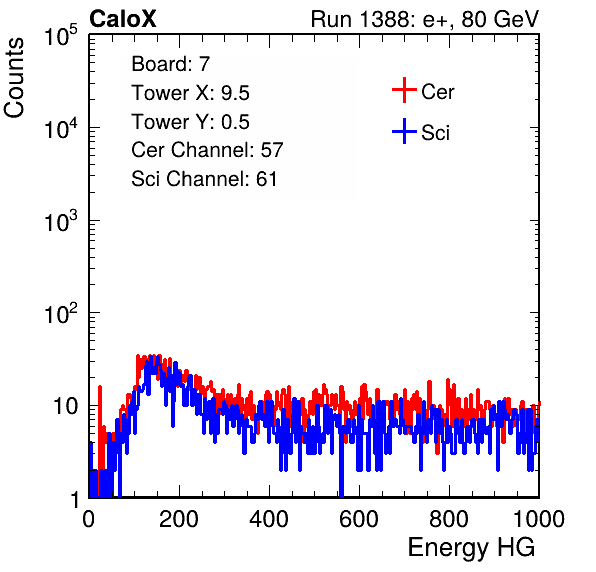 CaloX Run 1388: e+, 80 GeV
Counts
Board: 7
Tower X: 9.5
Tower Y: 0.5
Cer Channel: 57
Sci Channel: 61
Cer
Sci
10^5
10^4
10^3
10^2
10
1
0 200 400 600 800 1000
Energy HG